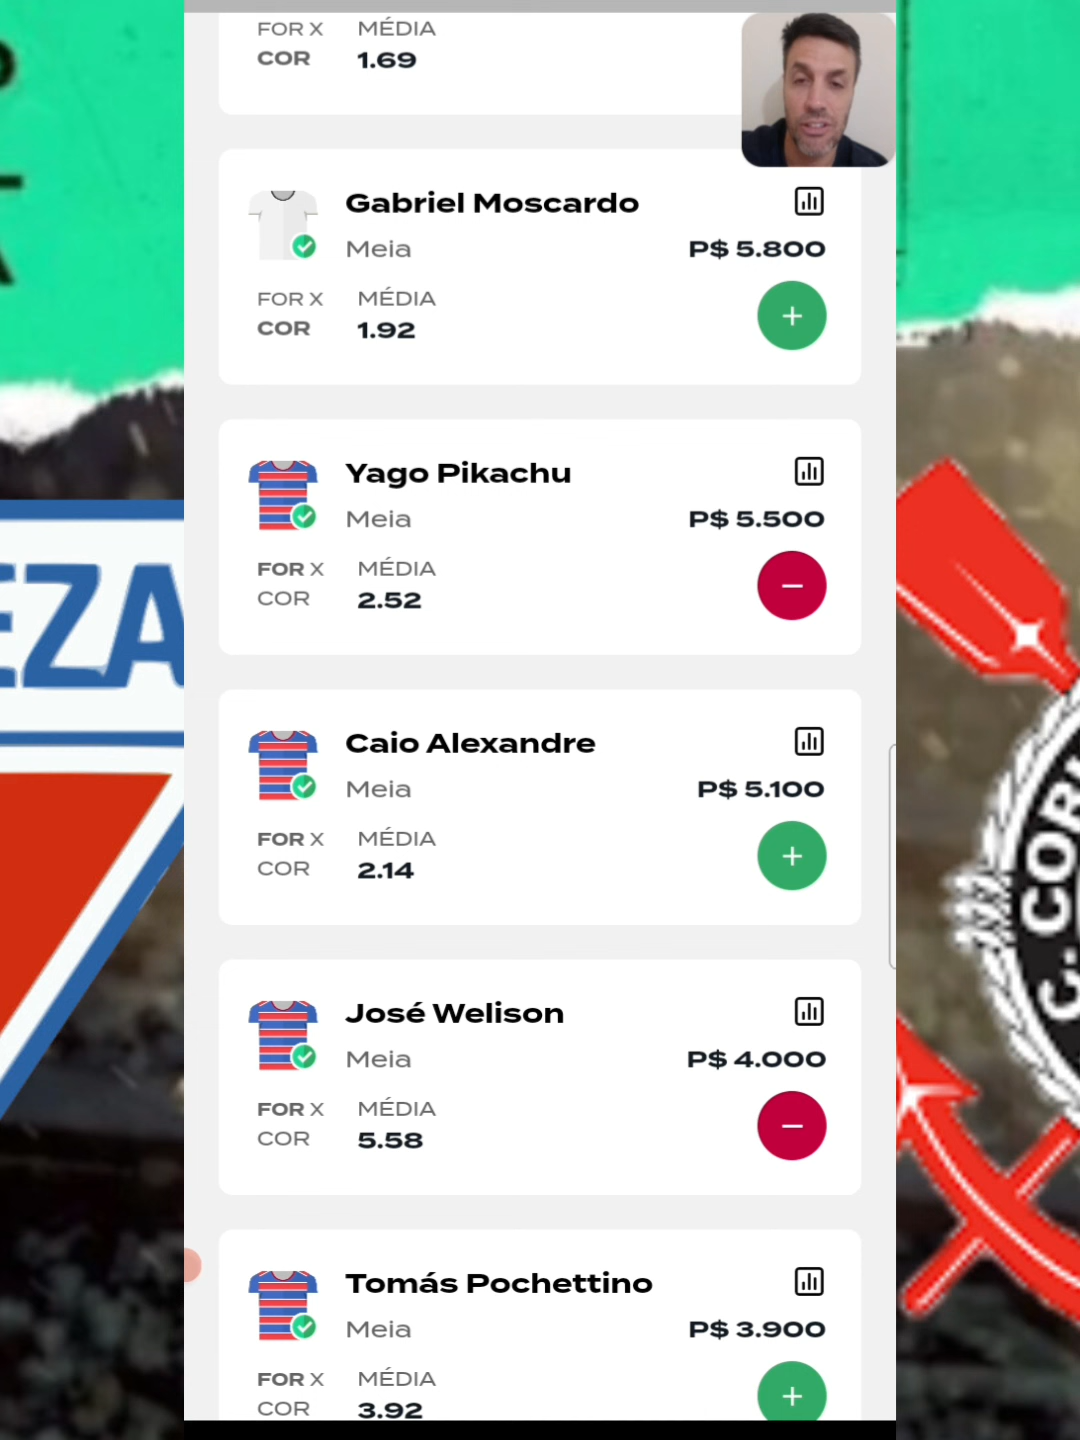 FOR X MÉDIA
COR 1.69
Gabriel Moscardo
Meia P$ 5.800
FOR X MÉDIA
COR 1.92
Yago Pikachu
Meia P$ 5.500
FOR X MÉDIA
COR 2.52
Caio Alexandre
Meia P$ 5.100
FOR X MÉDIA
COR 2.14
José Welison
Meia P$ 4.000
FOR X MÉDIA
COR 5.58
Tomás Pochettino
Meia P$ 3.900
FOR X MÉDIA
COR 3.92
EZA